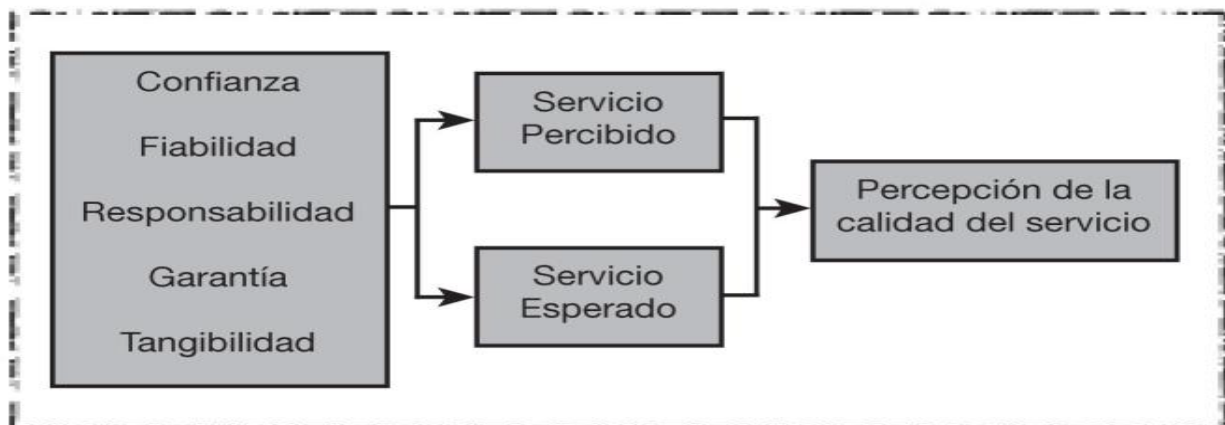 Confianza
Fiabilidad
Responsabilidad
Garantía
Tangibilidad
Servicio
Percibido
Servicio
Esperado
Percepción de la
calidad del servicio